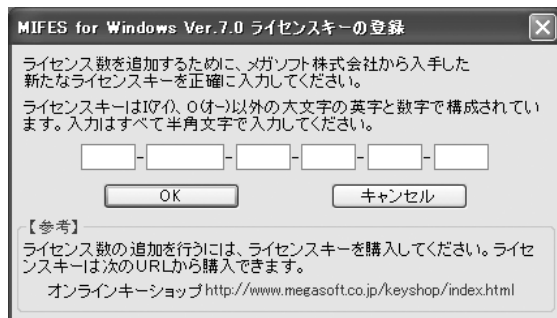 MIFES for Windows Ver.7.0 ライセンスキーの登録
ライセンス数を追加するために、メガソフト株式会社から入手した
新たなライセンスキーを正確に入力してください。
ライセンスキーはI(アイ)、O(オー)以外の大文字の英字と数字で構成されてい
ます。入力はすべて半角文字で入力してください。
- - - - -
OK キャンセル
【参考】
ライセンス数の追加を行うには、ライセンスキーを購入してください。ライセ
ンスキーは次のURLから購入できます。
オンラインキーショップ http://www.megasoft.co.jp/keyshop/index.html